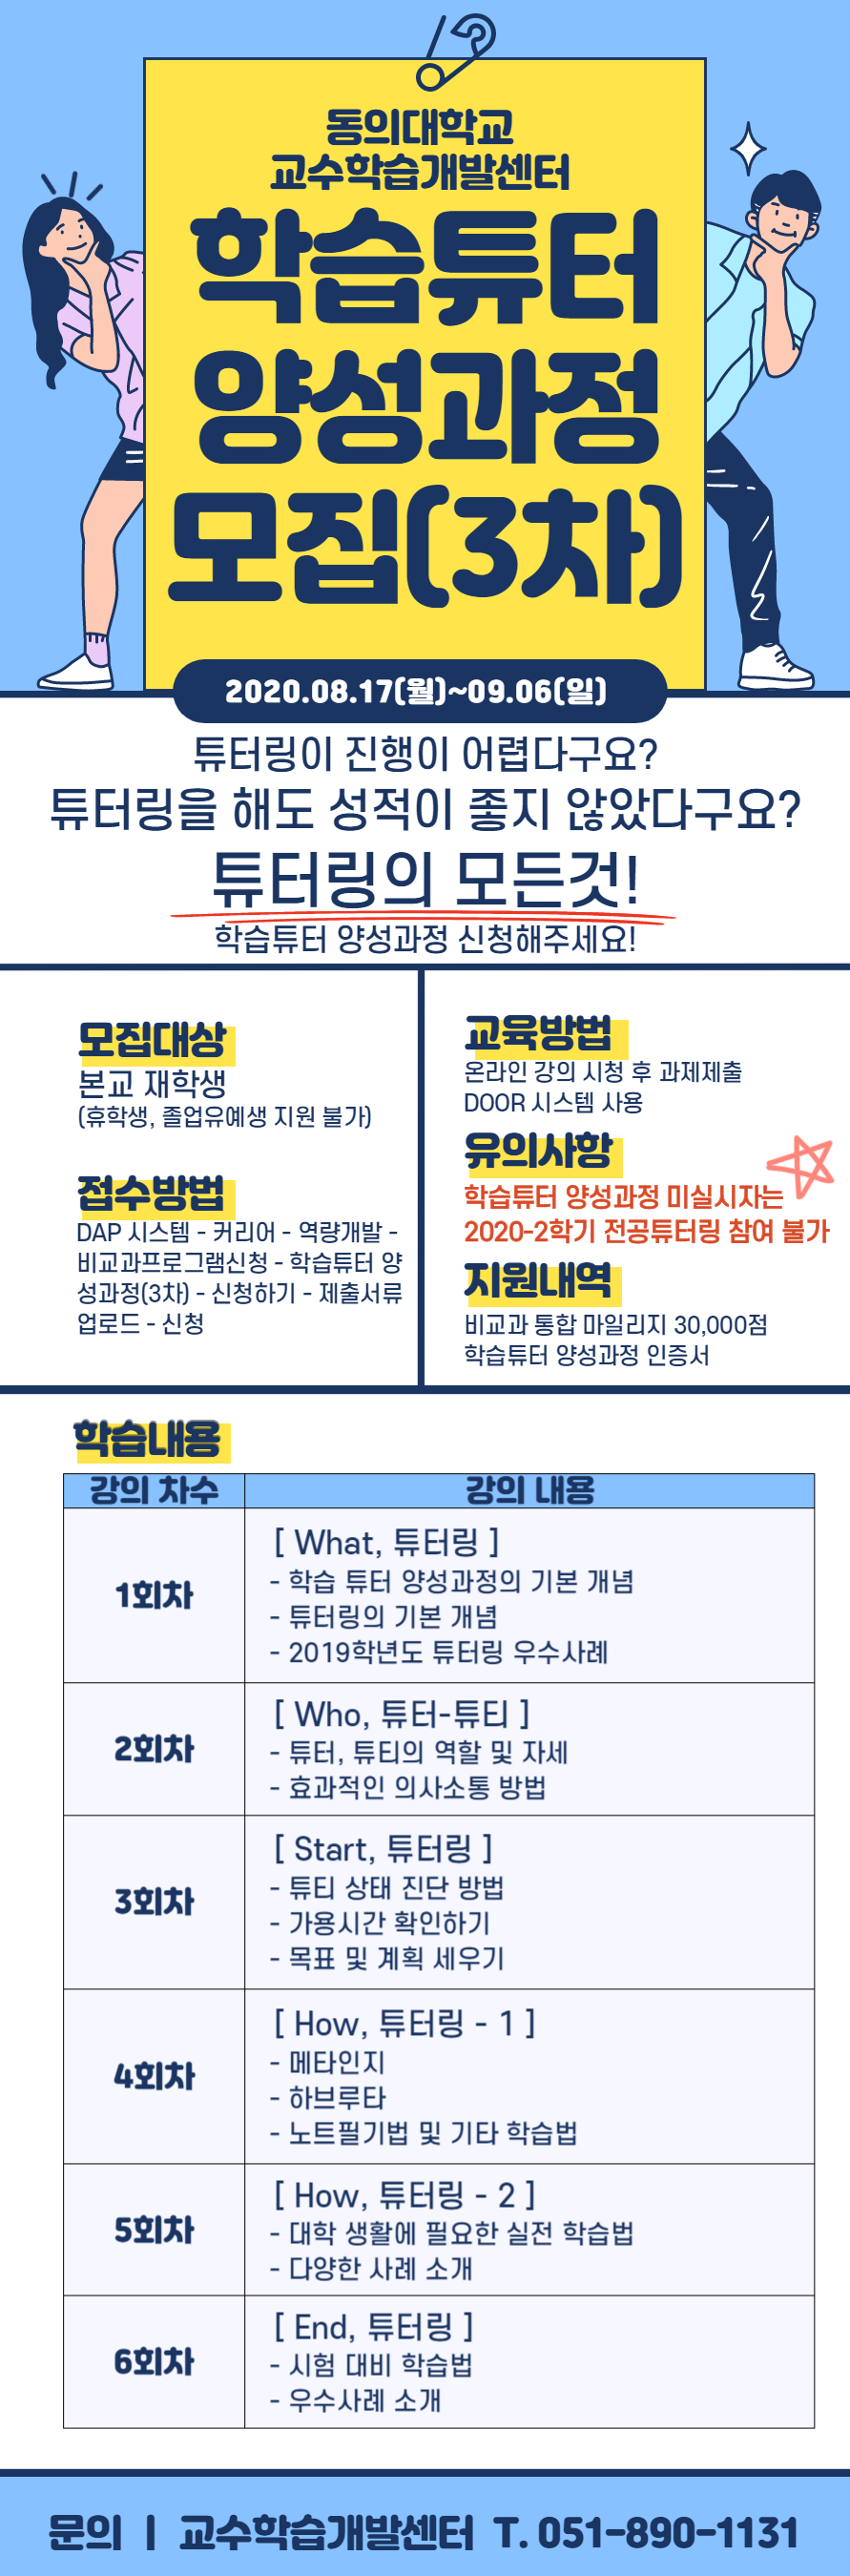 동의대학교
교수학습개발센터
학습튜터
양성과정
모집(3차)
2020.08.17(월)~09.06(일)
튜터링이 진행이 어렵다구요?
튜터링을 해도 성적이 좋지 않았다구요?
튜터링의 모든것!
학습튜터 양성과정 신청해주세요!
모집대상
본교 재학생
(휴학생, 졸업유예생 지원 불가)
접수방법
DAP 시스템 - 커리어 - 역량개발 -
비교과프로그램신청 - 학습튜터 양
성과정(3차) - 신청하기 - 제출서류
업로드 - 신청
교육방법
온라인 강의 시청 후 과제제출
DOOR 시스템 사용
유의사항
학습튜터 양성과정 미실시자는
2020-2학기 전공튜터링 참여 불가
지원내역
비교과 통합 마일리지 30,000점
학습튜터 양성과정 인증서
학습내용
강의 차수 강의 내용
1회차
[ What, 튜터링 ]
- 학습 튜터 양성과정의 기본 개념
- 튜터링의 기본 개념
- 2019학년도 튜터링 우수사례
2회차
[ Who, 튜터-튜티 ]
- 튜터, 튜티의 역할 및 자세
- 효과적인 의사소통 방법
3회차
[ Start, 튜터링 ]
- 튜티 상태 진단 방법
- 가용시간 확인하기
- 목표 및 계획 세우기
4회차
[ How, 튜터링 - 1 ]
- 메타인지
- 하브루타
- 노트필기법 및 기타 학습법
5회차
[ How, 튜터링 - 2 ]
- 대학 생활에 필요한 실전 학습법
- 다양한 사례 소개
6회차
[ End, 튜터링 ]
- 시험 대비 학습법
- 우수사례 소개
문의 | 교수학습개발센터 T. 051-890-1131